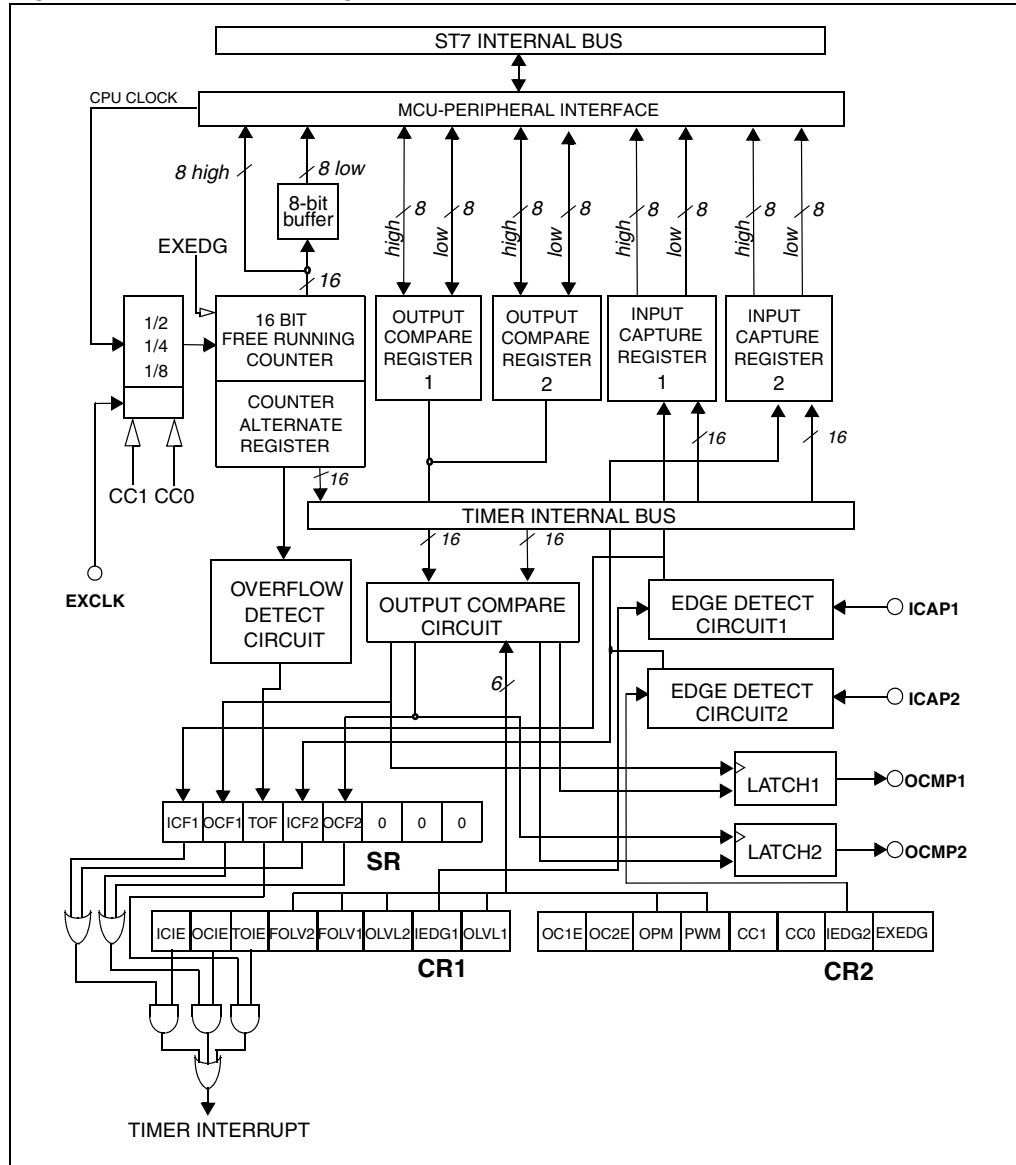 ST7 INTERNAL BUS
CPU CLOCK
MCU-PERIPHERAL INTERFACE
8 high
8 low
8-bit
buffer
high
8
low
8
high
8
low
8
high
8
low
8
high
8
low
8
EXEDG
16
1/2
1/4
1/8
16 BIT
FREE RUNNING
COUNTER
OUTPUT
COMPARE
REGISTER
1
OUTPUT
COMPARE
REGISTER
2
INPUT
CAPTURE
REGISTER
1
INPUT
CAPTURE
REGISTER
2
COUNTER
ALTERNATE
REGISTER
16
16
16
CC1 CC0
TIMER INTERNAL BUS
16
16
EXCLK
OVERFLOW
DETECT
CIRCUIT
OUTPUT COMPARE
CIRCUIT
EDGE DETECT
CIRCUIT1
ICAP1
6
EDGE DETECT
CIRCUIT2
ICAP2
LATCH1
OCMP1
LATCH2
OCMP2
ICF1 OCF1 TOF ICF2 OCF2 0 0 0
SR
ICIE OCIE TOIE FOLV2 FOLV1 OLVL2 IEDG1 OLVL1
CR1
OC1E OC2E OPM PWM CC1 CC0 IEDG2 EXEDG
CR2
TIMER INTERRUPT